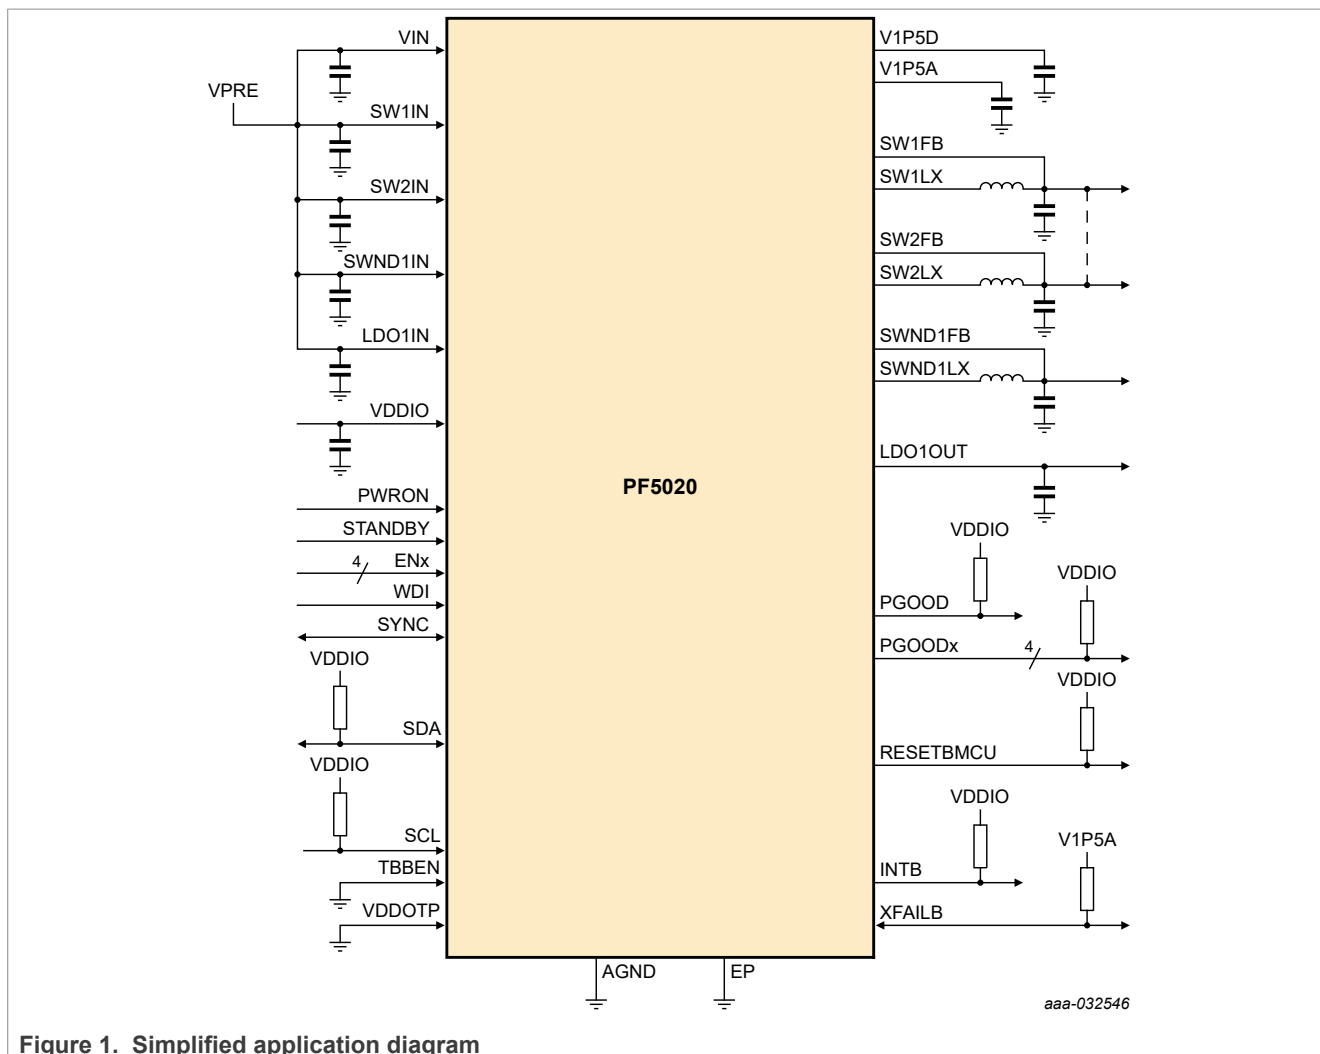 VIN
VPRE
SW1IN
SW2IN
SWND1IN
LDO1IN
VDDIO
PWRON
STANDBY
4 ENx
WDI
SYNC
VDDIO
SDA
VDDIO
SCL
TBBEN
VDDOTP
PF5020
AGND
EP
V1P5D
V1P5A
SW1FB
SW1LX
SW2FB
SW2LX
SWND1FB
SWND1LX
LDO1OUT
VDDIO
PGOOD
VDDIO
PGOODx 4
VDDIO
RESETBMCU
VDDIO
INTB
V1P5A
XFAILB
aaa-032546
Figure 1. Simplified application diagram